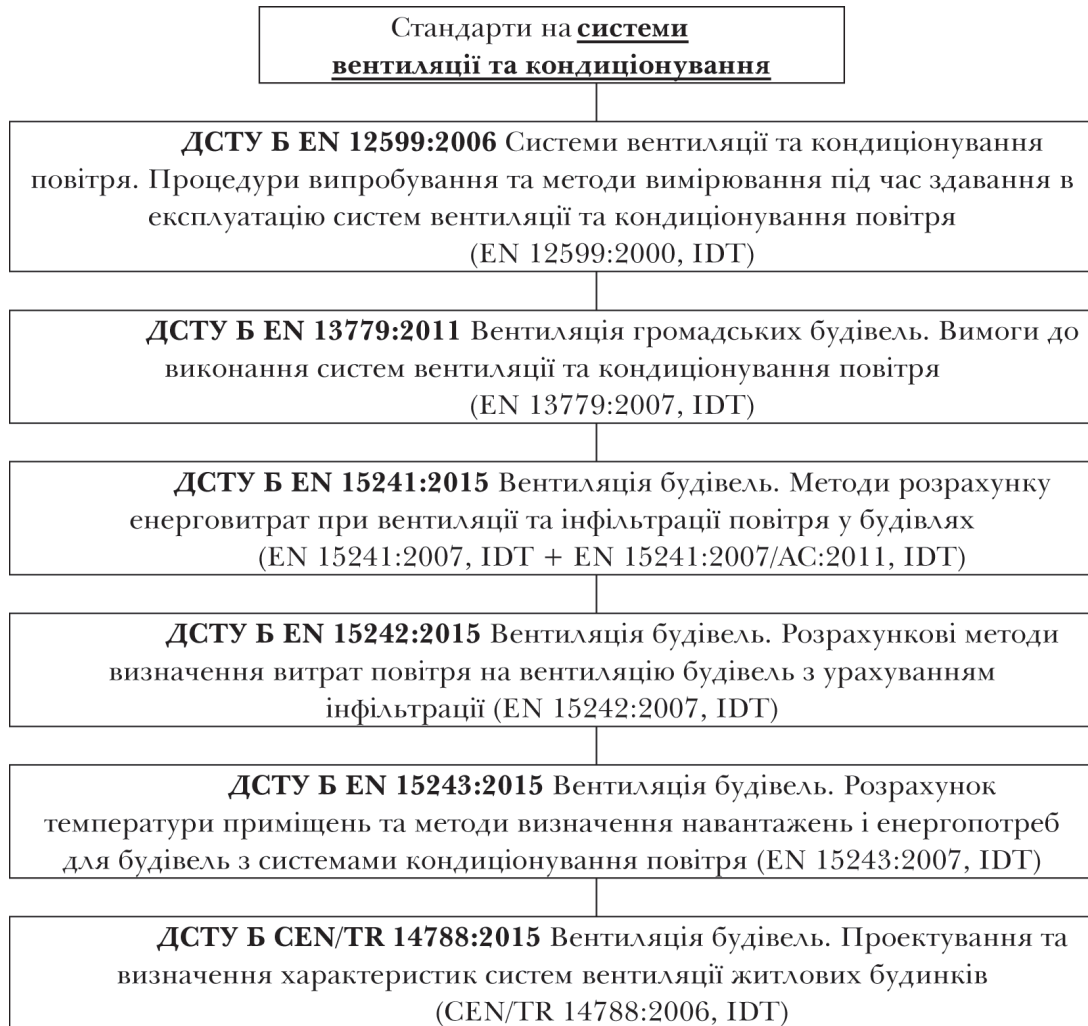 Стандарти на системи
вентиляції та кондиціонування
ДСТУ Б EN 12599:2006 Системи вентиляції та кондиціонування
повітря. Процедури випробування та методи вимірювання під час здавання в
експлуатацію систем вентиляції та кондиціонування повітря
(EN 12599:2000, IDT)
ДСТУ Б EN 13779:2011 Вентиляція громадських будівель. Вимоги до
виконання систем вентиляції та кондиціонування повітря
(EN 13779:2007, IDT)
ДСТУ Б EN 15241:2015 Вентиляція будівель. Методи розрахунку
енерговитрат при вентиляції та інфільтрації повітря у будівлях
(EN 15241:2007, IDT + EN 15241:2007/AC:2011, IDT)
ДСТУ Б EN 15242:2015 Вентиляція будівель. Розрахункові методи
визначення витрат повітря на вентиляцію будівель з урахуванням
інфільтрації (EN 15242:2007, IDT)
ДСТУ Б EN 15243:2015 Вентиляція будівель. Розрахунок
температури приміщень та методи визначення навантажень і енергопотреб
для будівель з системами кондиціонування повітря (EN 15243:2007, IDT)
ДСТУ Б CEN/TR 14788:2015 Вентиляція будівель. Проектування та
визначення характеристик систем вентиляції житлових будинків
(CEN/TR 14788:2006, IDT)